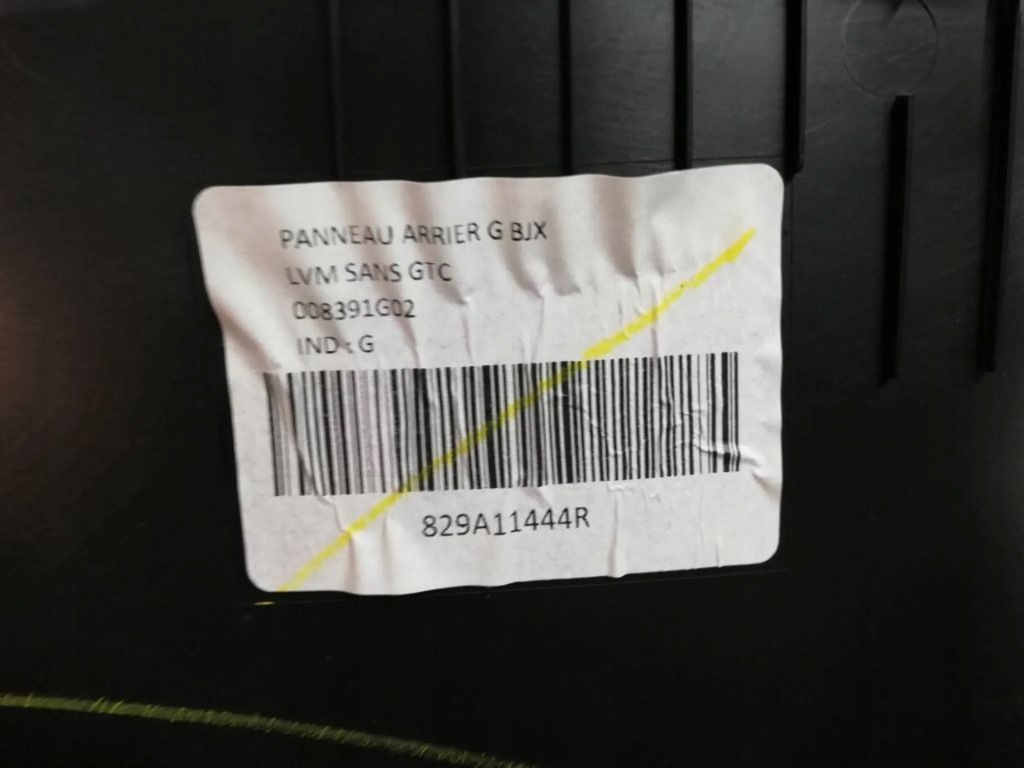 PANNEAU ARRIER G BJX
LVM SANS GTC
008391G02
IND : G
829A11444R